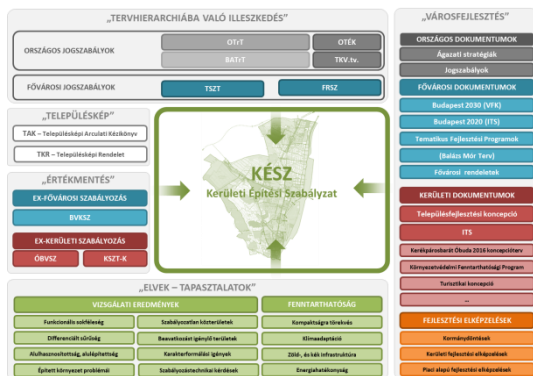 „TERVHIERARCHIÁBA VALÓ ILLESZKEDÉS”
ORSZÁGOS JOGSZABÁLYOK
OTrT
OTÉK
BATrT
TKV.tv.
FŐVÁROSI JOGSZABÁLYOK
TSZT
FRSZ
„TELEPÜLÉSKÉP”
TAK – Településképi Arculati Kézikönyv
TKR – Településképi Rendelet
„ÉRTÉKMENTÉS”
EX-FŐVÁROSI SZABÁLYOZÁS
BVKSZ
EX-KERÜLETI SZABÁLYOZÁS
ÓBVSZ
KSZT-K
KÉSZ
Kerületi Építési Szabályzat
„ELVEK – TAPASZTALATOK”
VIZSGÁLATI EREDMÉNYEK
FENNTARTHATÓSÁG
Funkcionális sokféleség
Szabályozatlan közterületek
Kompaktságra törekvés
Differenciált sűrűség
Beavatkozást igénylő területek
Klímaadaptáció
Alulhasznosítottság, alulépítettség
Karakterformálási igények
Zöld-, és kék infrastruktúra
Épített környezet problémái
Szabályozástechnikai kérdések
Energiahatékonyság
„VÁROSFEJLESZTÉS”
ORSZÁGOS DOKUMENTUMOK
Ágazati stratégiák
Jogszabályok
FŐVÁROSI DOKUMENTUMOK
Budapest 2030 (VFK)
Budapest 2020 (ITS)
Tematikus Fejlesztési Programok
(Balázs Mór Terv)
Fővárosi rendeletek
KERÜLETI DOKUMENTUMOK
Településfejlesztési koncepció
ITS
Kerékpárosbarát Óbuda 2016 koncepcióterv
Környezetvédelmi Fenntarthatósági Program
Turisztikai koncepció
...
FEJLESZTÉSI ELKÉPZELÉSEK
Kormánydöntések
Kerületi fejlesztési elképzelések
Piaci alapú fejlesztési elképzelések